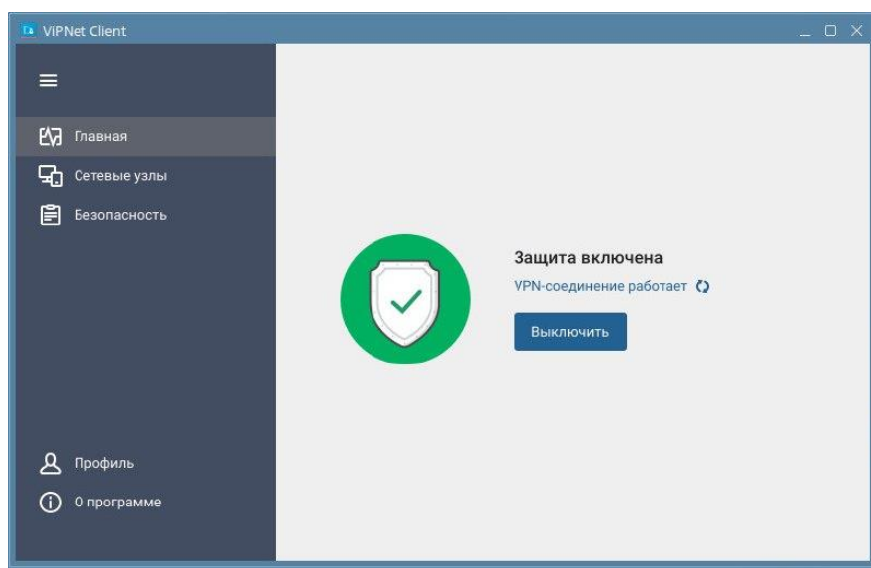 ViPNet Client
Главная
Сетевые узлы
Безопасность
Защита включена
VPN-соединение работает
Выключить
Профиль
О программе